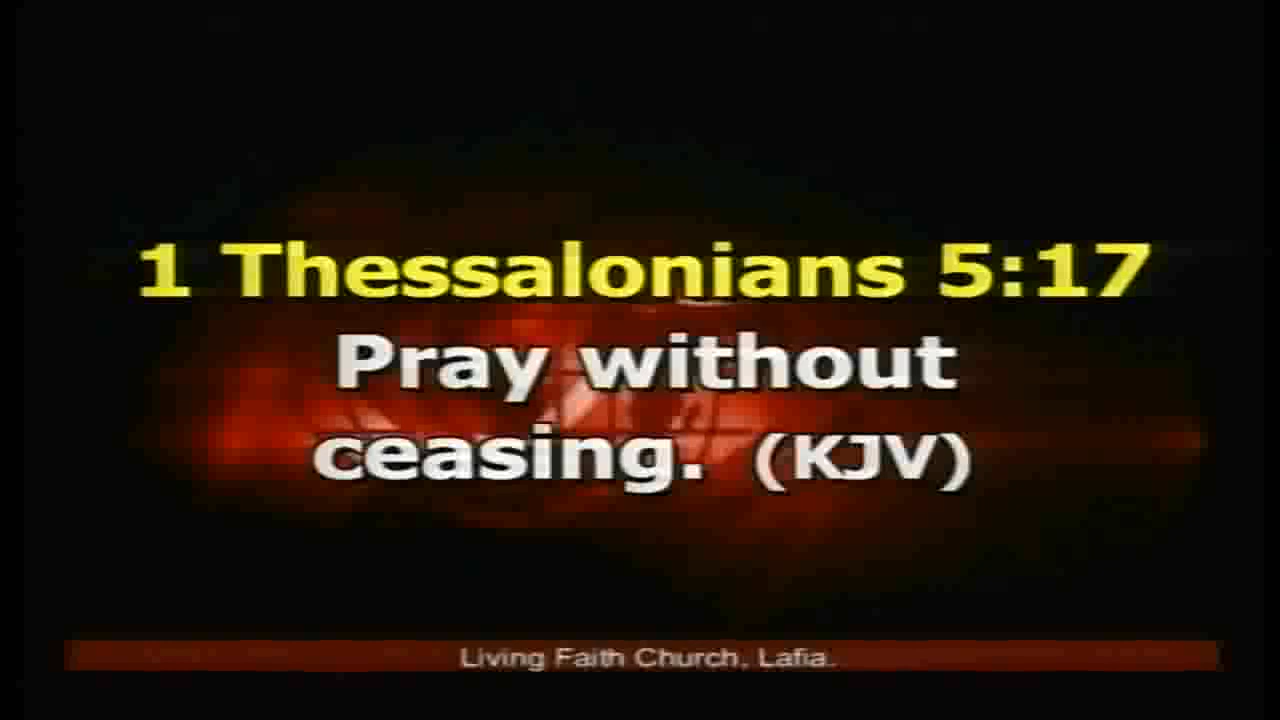 1 Thessalonians 5:17
Pray without
ceasing. (KJV)
Living Faith Church, Lafia.